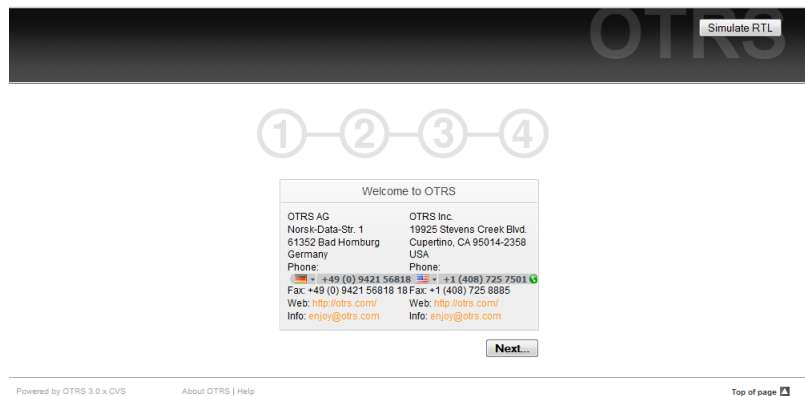 OTRS
Simulate RTL
1 2 3 4
Welcome to OTRS
OTRS AG
Norsk-Data-Str. 1
61352 Bad Homburg
Germany
Phone:
+49 (0) 9421 56818
Fax: +49 (0) 9421 56818 18
Web: http://otrs.com/
Info: enjoy@otrs.com
OTRS Inc.
19925 Stevens Creek Blvd.
Cupertino, CA 95014-2358
USA
Phone:
+1 (408) 725 7501
Fax: +1 (408) 725 8885
Web: http://otrs.com/
Info: enjoy@otrs.com
Next...
Powered by OTRS 3.0.x CVS
About OTRS | Help
Top of page